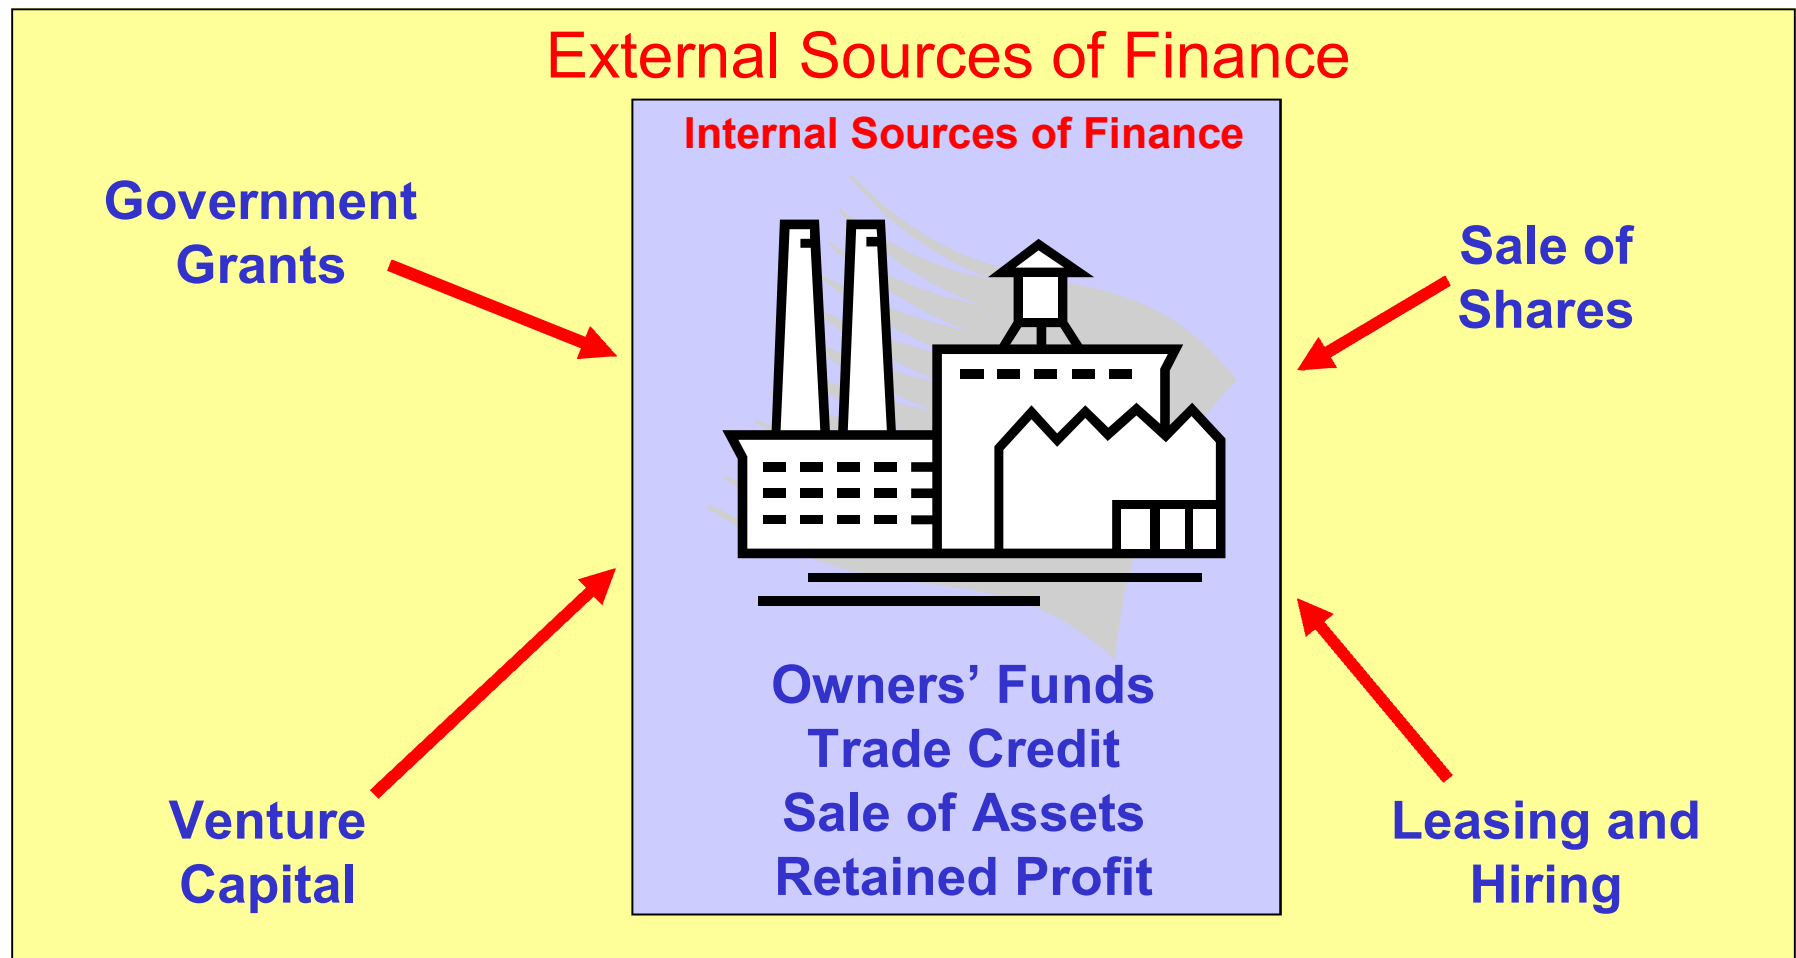 External Sources of Finance
Internal Sources of Finance
Government
Grants
Sale of
Shares
Venture
Capital
Leasing and
Hiring
Owners’ Funds
Trade Credit
Sale of Assets
Retained Profit